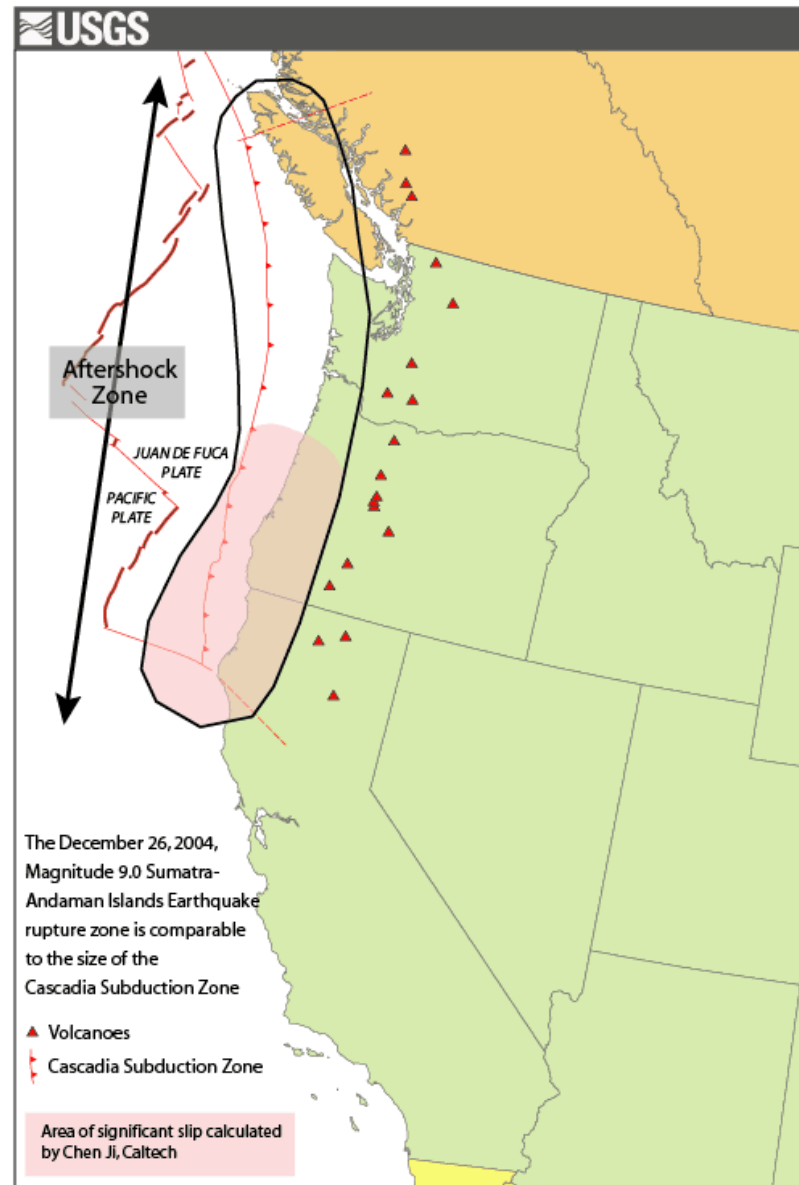 USGS
Aftershock
Zone
JUAN DE FUCA
PLATE
PACIFIC
PLATE
The December 26, 2004,
Magnitude 9.0 Sumatra-
Andaman Islands Earthquake
rupture zone is comparable
to the size of the
Cascadia Subduction Zone
Volcanoes
Cascadia Subduction Zone
Area of significant slip calculated
by Chen Ji, Caltech